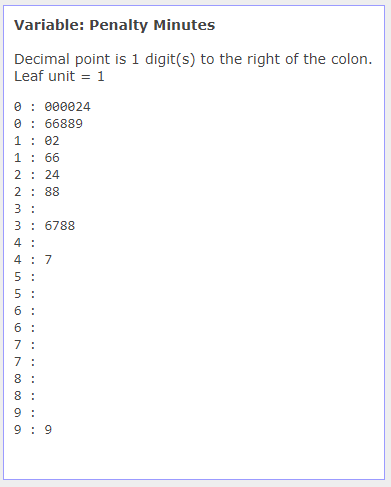 Variable: Penalty Minutes
Decimal point is 1 digit(s) to the right of the colon.
Leaf unit = 1
0 : 000024
0 : 66889
1 : 02
1 : 66
2 : 24
2 : 88
3 :
3 : 6788
4 :
4 : 7
5 :
5 :
6 :
6 :
7 :
7 :
8 :
8 :
9 :
9 : 9